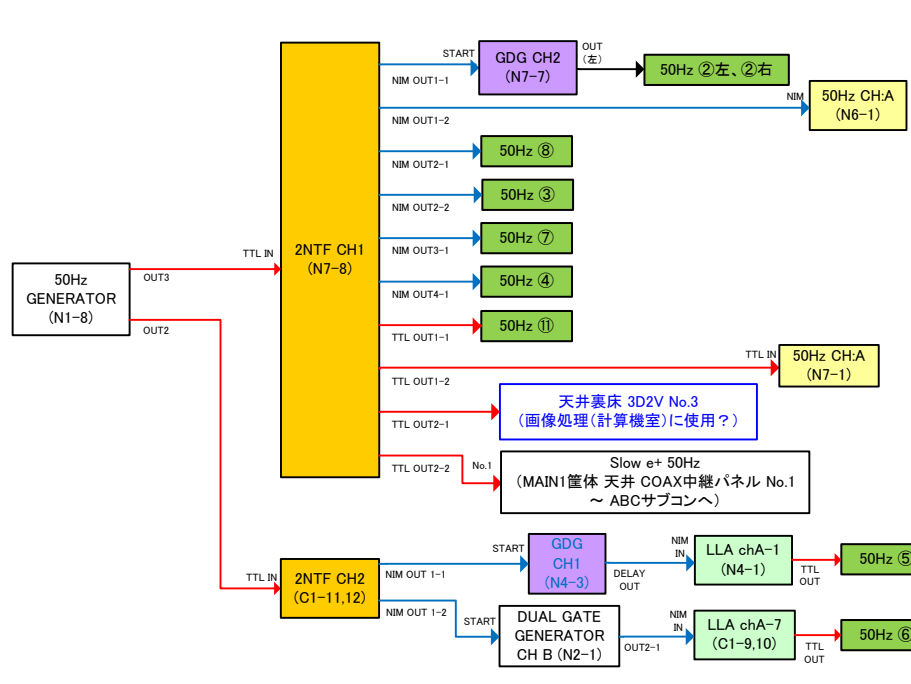 50Hz
GENERATOR
(N1-8)
OUT3
OUT2
TTL IN
2NTF CH1
(N7-8)
NIM OUT1-1
START
GDG CH2
(N7-7)
OUT
(左)
50Hz ②左、②右
NIM OUT1-2
NIM
50Hz CH:A
(N6-1)
NIM OUT2-1
50Hz ⑧
NIM OUT2-2
50Hz ③
NIM OUT3-1
50Hz ⑦
NIM OUT4-1
50Hz ④
TTL OUT1-1
50Hz ⑪
TTL OUT1-2
TTL IN
50Hz CH:A
(N7-1)
TTL OUT2-1
天井裏床 3D2V No.3
(画像処理(計算機室)に使用?)
TTL OUT2-2
No.1
Slow e+ 50Hz
(MAIN1筐体 天井 COAX中継パネル No.1
~ ABCサブコンへ)
TTL IN
2NTF CH2
(C1-11,12)
NIM OUT 1-1
START
GDG
CH1
(N4-3)
DELAY
OUT
NIM
IN
LLA chA-1
(N4-1)
TTL
OUT
50Hz ⑤
NIM OUT 1-2
START
DUAL GATE
GENERATOR
CH B (N2-1)
OUT2-1
NIM
IN
LLA chA-7
(C1-9,10)
TTL
OUT
50Hz ⑥